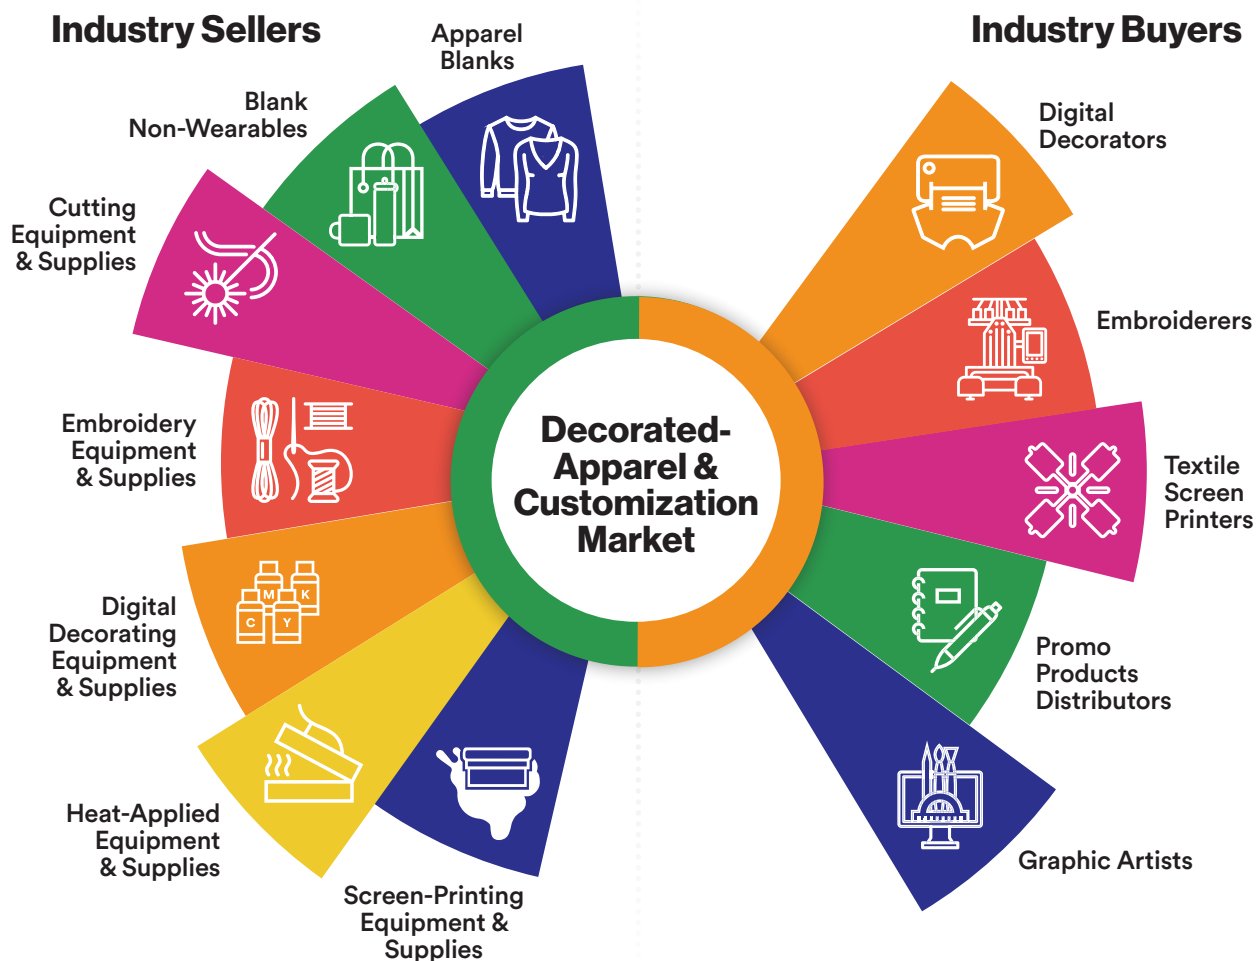 Industry Sellers
Industry Buyers
Apparel
Blanks
Blank
Non-Wearables
Cutting
Equipment
& Supplies
Embroidery
Equipment
& Supplies
Digital
Decorating
Equipment
& Supplies
Heat-Applied
Equipment
& Supplies
Screen-Printing
Equipment &
Supplies
M K
C Y
Decorated-
Apparel &
Customization
Market
Digital
Decorators
Embroiderers
Textile
Screen
Printers
Promo
Products
Distributors
Graphic Artists